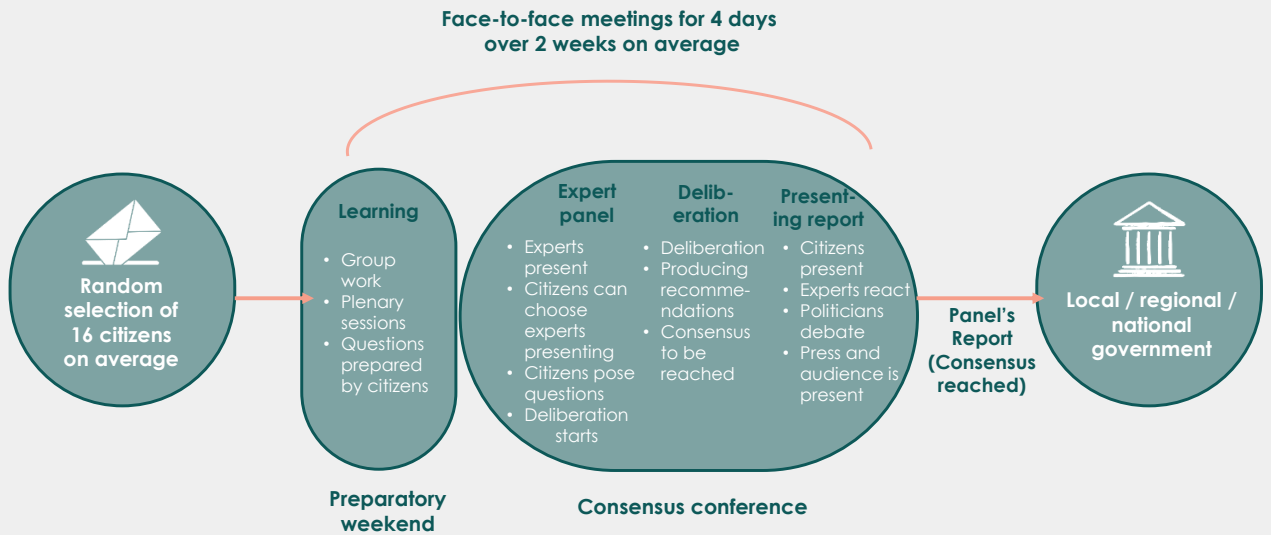 Face-to-face meetings for 4 days
over 2 weeks on average
Random
selection of
16 citizens
on average
Learning
• Group
work
• Plenary
sessions
• Questions
prepared
by citizens
Preparatory
weekend
Expert
panel
• Experts
present
• Citizens can
choose
experts
presenting
• Citizens pose
questions
• Deliberation
starts
Delib-
eration
• Deliberation
• Producing
recomme-
ndations
• Consensus
to be
reached
Present-
ing report
• Citizens
present
• Experts react
• Politicians
debate
• Press and
audience is
present
Consensus conference
Panel's
Report
(Consensus
reached)
Local / regional /
national
government